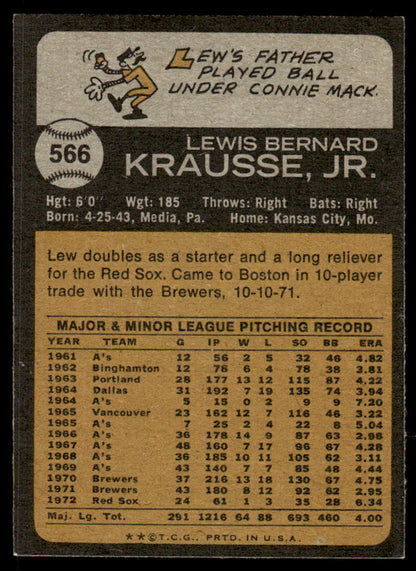 LEW'S FATHER
PLAYED BALL
UNDER CONNIE MACK.
566
LEWIS BERNARD
KRAUSSE, JR.
Hgt: 6'0" Wgt: 185 Throws: Right Bats: Right
Born: 4-25-43, Media, Pa. Home: Kansas City, Mo.
Lew doubles as a starter and a long reliever
for the Red Sox. Came to Boston in 10-player
trade with the Brewers, 10-10-71.
MAJOR & MINOR LEAGUE PITCHING RECORD
YEAR TEAM G IP W L SO BB ERA
1961 A's 12 56 2 5 32 46 4.82
1962 Binghamton 12 78 6 4 78 38 3.81
1963 Portland 28 177 13 12 115 87 4.22
1964 Dallas 31 192 7 19 135 74 3.94
1964 A's 5 15 0 2 9 9 7.20
1965 Vancouver 23 162 12 7 116 46 3.22
1965 A's 7 25 2 4 22 8 5.04
1966 A's 36 178 14 9 87 63 2.98
1967 A's 48 160 7 17 96 67 4.28
1968 A's 36 185 10 11 105 62 3.11
1969 A's 43 140 7 7 85 48 4.44
1970 Brewers 37 216 13 18 130 67 4.75
1971 Brewers 43 180 8 12 92 62 2.95
1972 Red Sox 24 61 1 3 35 28 6.34
Maj. Lg. Tot. 291 1216 64 88 693 460 4.00
★★©T.C.G., PRTD. IN U.S.A.